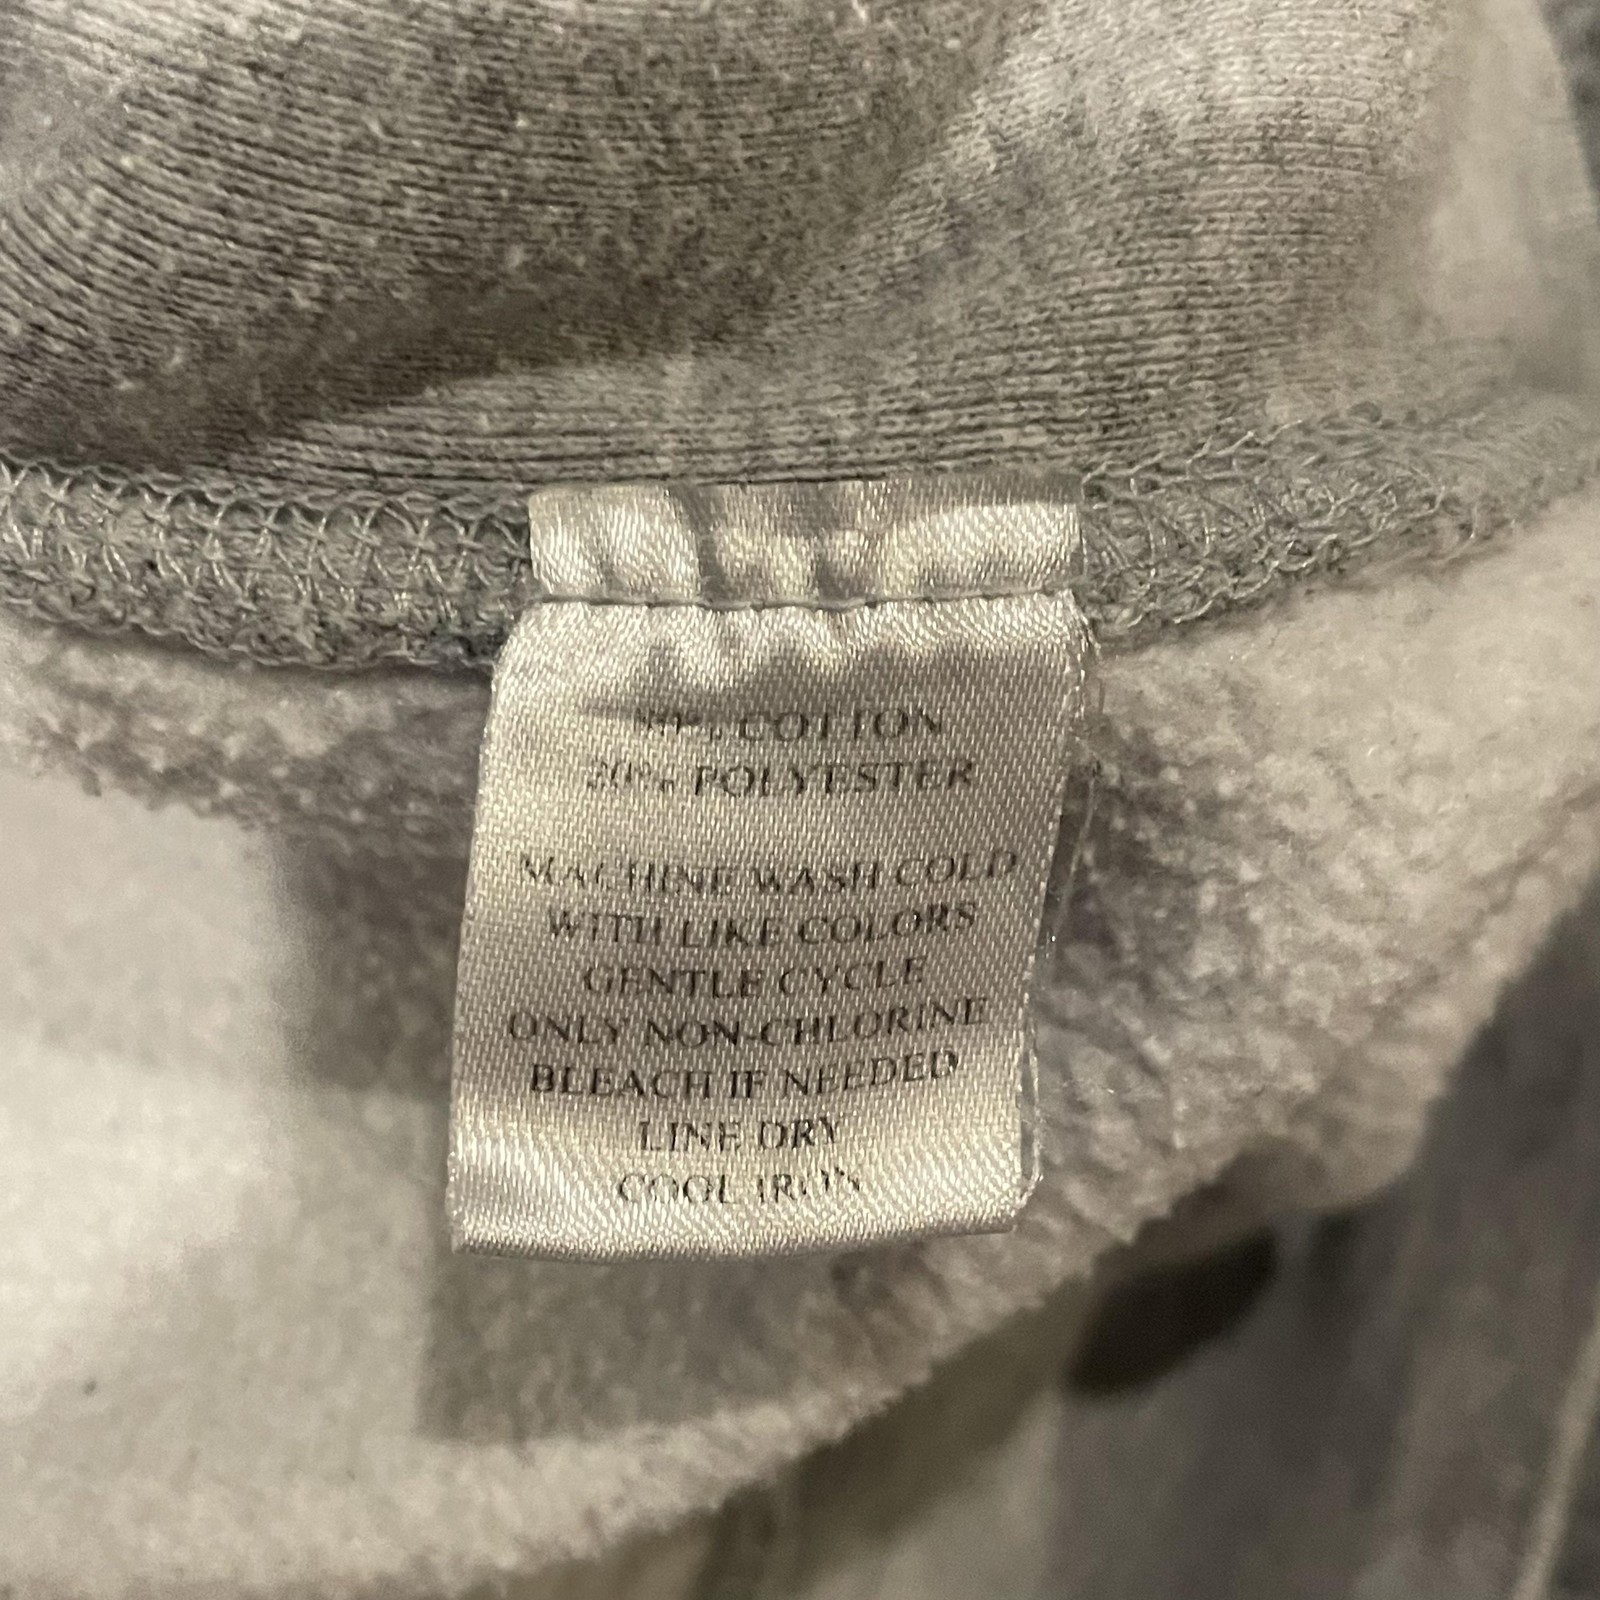 80% COTTON
20% POLYESTER
MACHINE WASH COLD
WITH LIKE COLORS
GENTLE CYCLE
ONLY NON-CHLORINE
BLEACH IF NEEDED
LINE DRY
COOL IRON